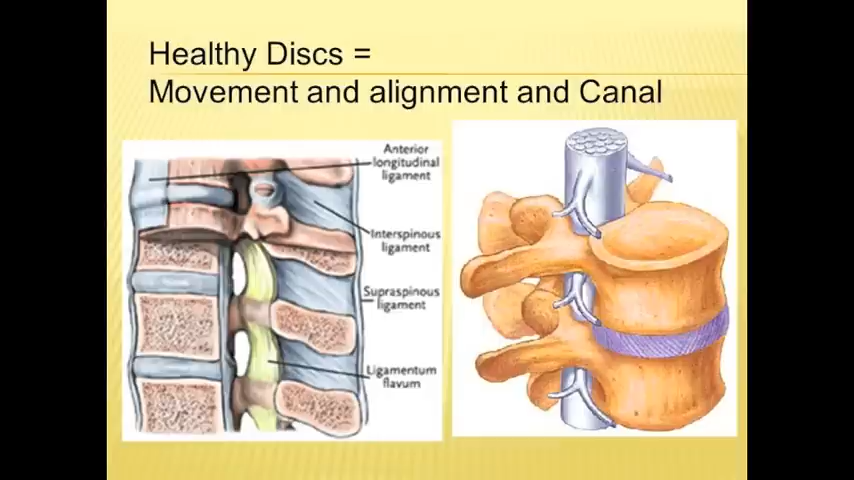 Healthy Discs =
Movement and alignment and Canal
Anterior
longitudinal
ligament
Interspinous
ligament
Supraspinous
ligament
Ligamentum
flavum